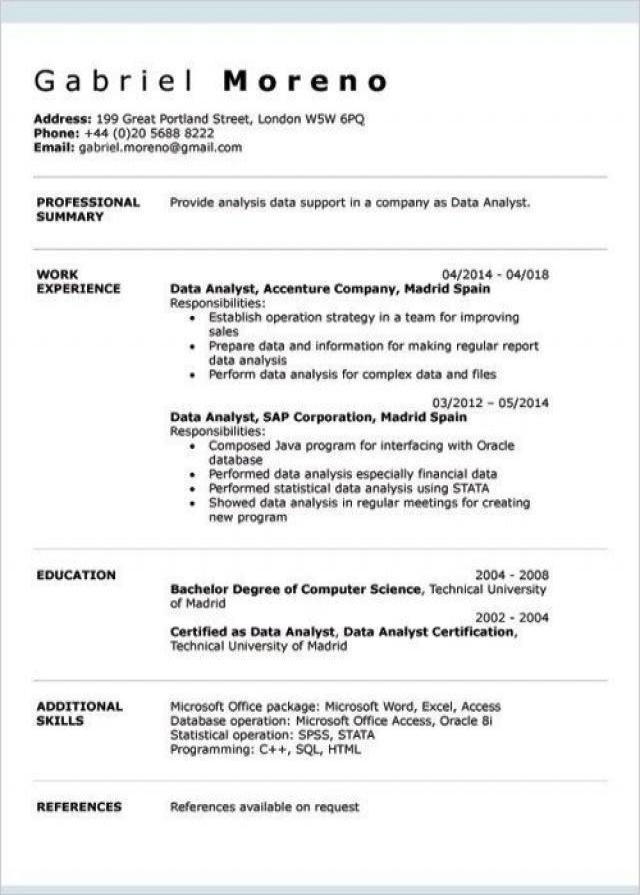 Gabriel Moreno
Address: 199 Great Portland Street, London W5W 6PQ
Phone: +44 (0)20 5688 8222
Email: gabriel.moreno@gmail.com
PROFESSIONAL SUMMARY
Provide analysis data support in a company as Data Analyst.
WORK EXPERIENCE
04/2014 - 04/018
Data Analyst, Accenture Company, Madrid Spain
Responsibilities:
• Establish operation strategy in a team for improving
sales
• Prepare data and information for making regular report
data analysis
• Perform data analysis for complex data and files
03/2012 – 05/2014
Data Analyst, SAP Corporation, Madrid Spain
Responsibilities:
• Composed Java program for interfacing with Oracle
database
• Performed data analysis especially financial data
• Performed statistical data analysis using STATA
• Showed data analysis in regular meetings for creating
new program
EDUCATION
2004 - 2008
Bachelor Degree of Computer Science, Technical University
of Madrid
2002 - 2004
Certified as Data Analyst, Data Analyst Certification,
Technical University of Madrid
ADDITIONAL SKILLS
Microsoft Office package: Microsoft Word, Excel, Access
Database operation: Microsoft Office Access, Oracle 8i
Statistical operation: SPSS, STATA
Programming: C++, SQL, HTML
REFERENCES
References available on request